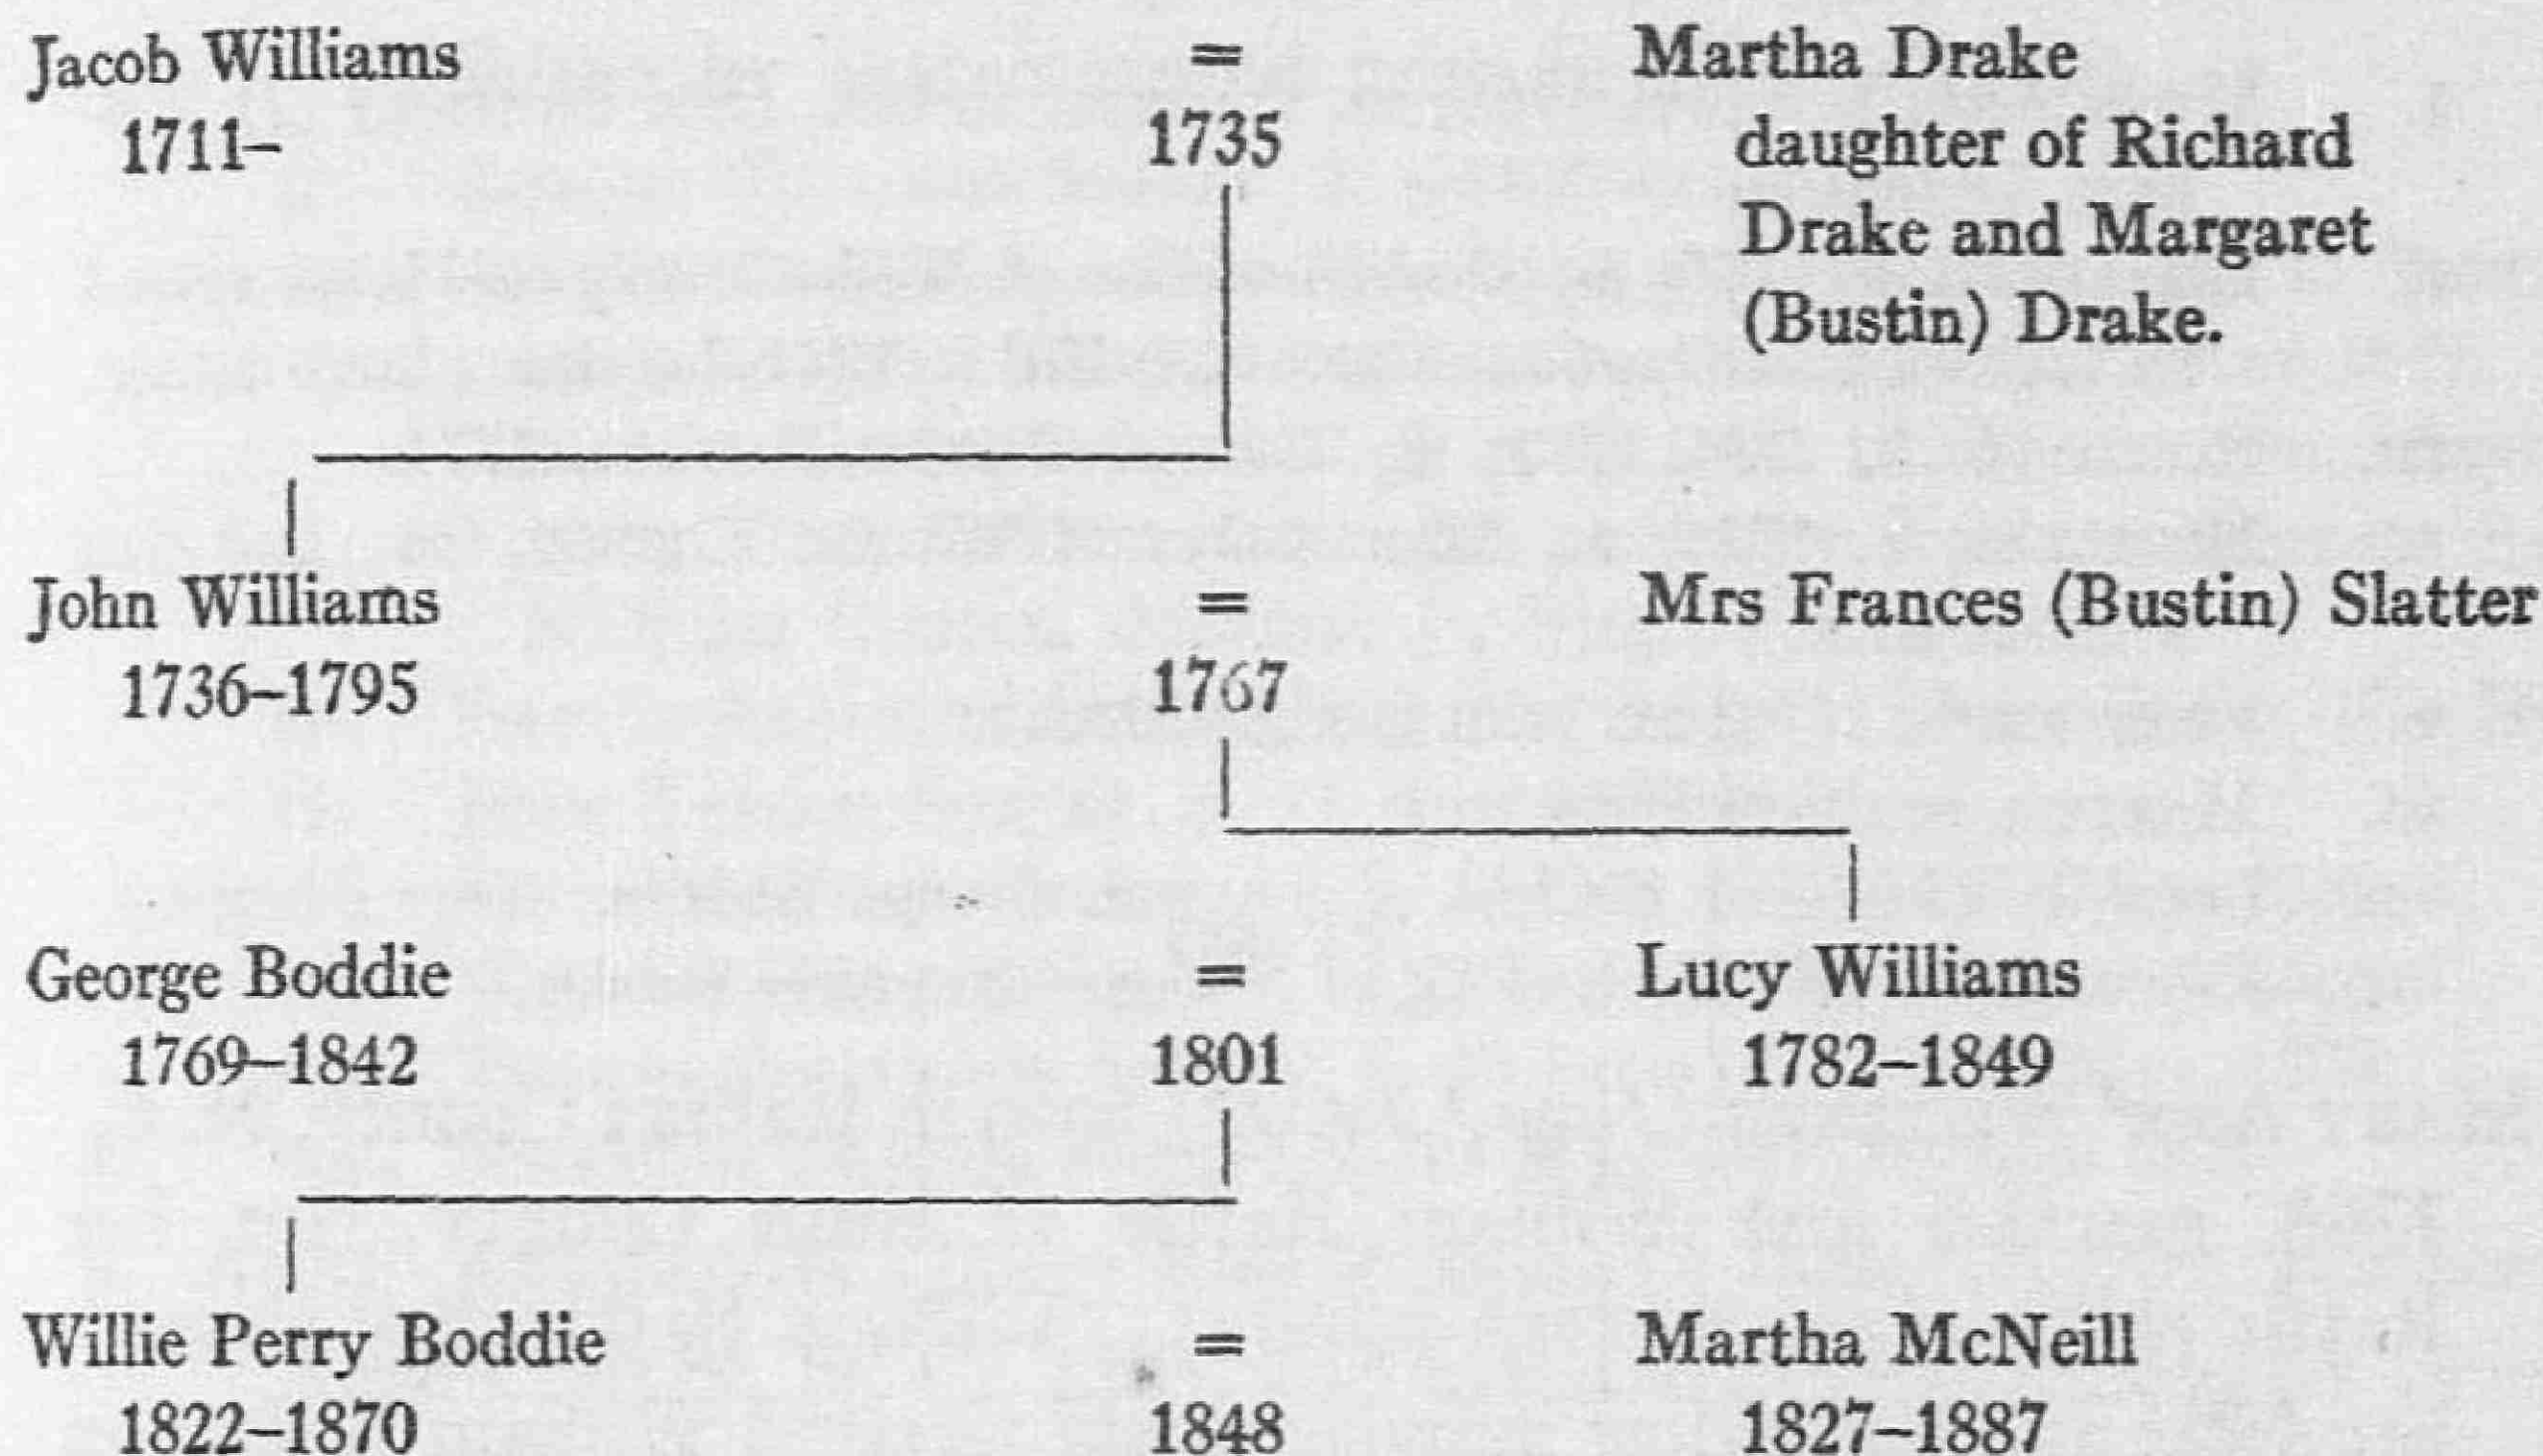 Jacob Williams = Martha Drake
1711– 1735 daughter of Richard
Drake and Margaret
(Bustin) Drake.
John Williams = Mrs Frances (Bustin) Slatter
1736–1795 1767
George Boddie = Lucy Williams
1769–1842 1801 1782–1849
Willie Perry Boddie = Martha McNeill
1822–1870 1848 1827–1887